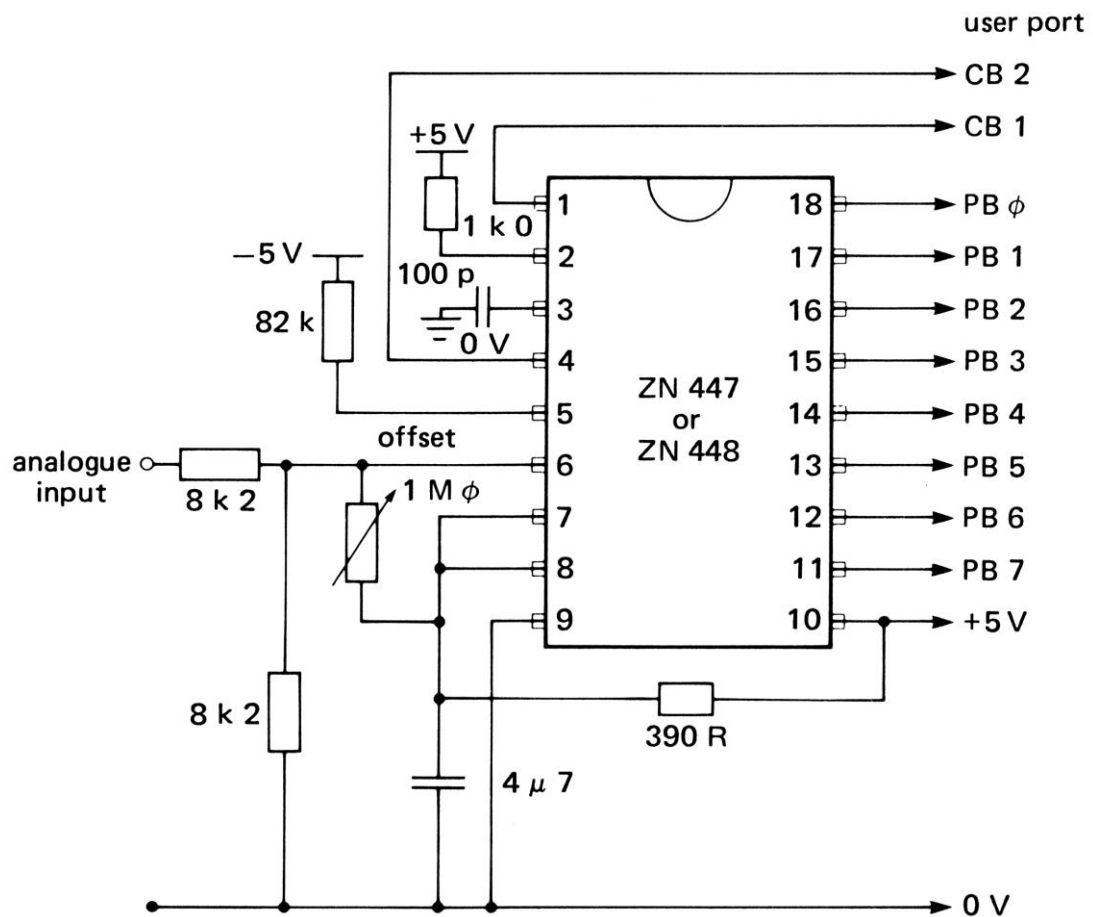 user port
CB 2
CB 1
+5 V
1 k 0
−5 V
100 p
82 k
0 V
1
2
3
4
5
6
7
8
9
18
17
16
15
14
13
12
11
10
ZN 447
or
ZN 448
PB ϕ
PB 1
PB 2
PB 3
PB 4
PB 5
PB 6
PB 7
+5 V
offset
analogue
input
8 k 2
1 M ϕ
8 k 2
390 R
4 μ 7
0 V